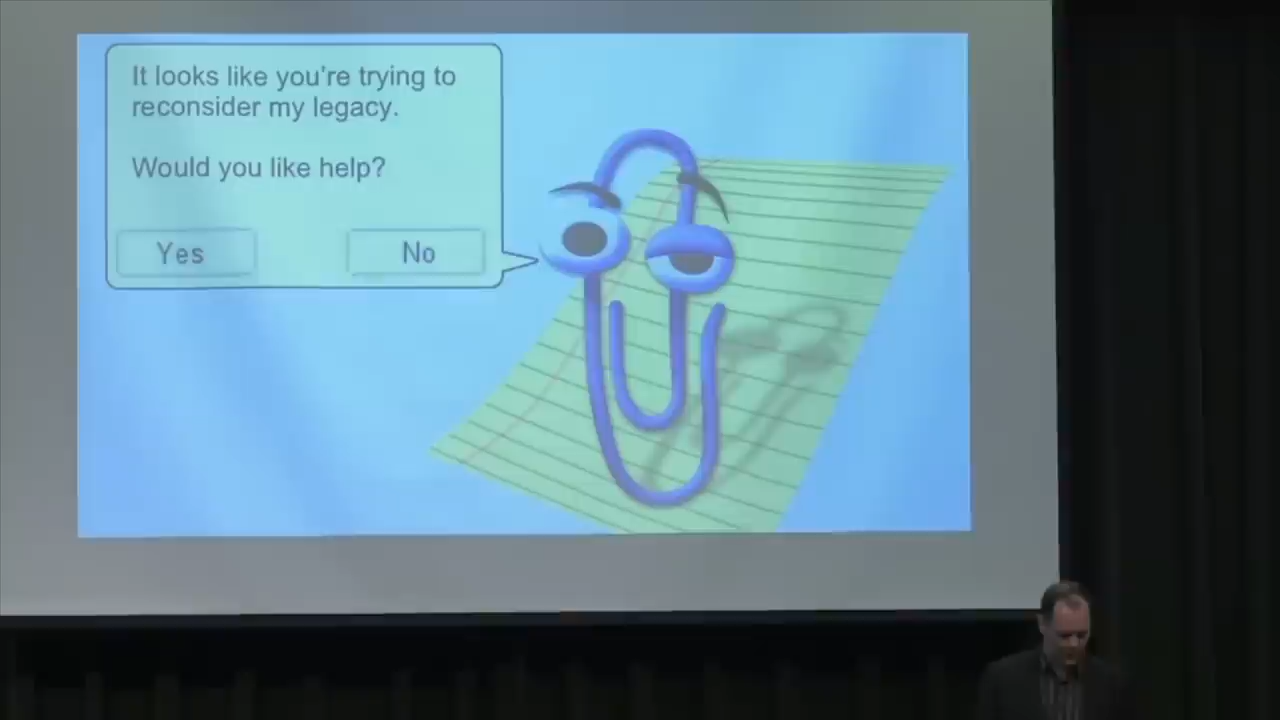 It looks like you're trying to
reconsider my legacy.
Would you like help?
Yes
No